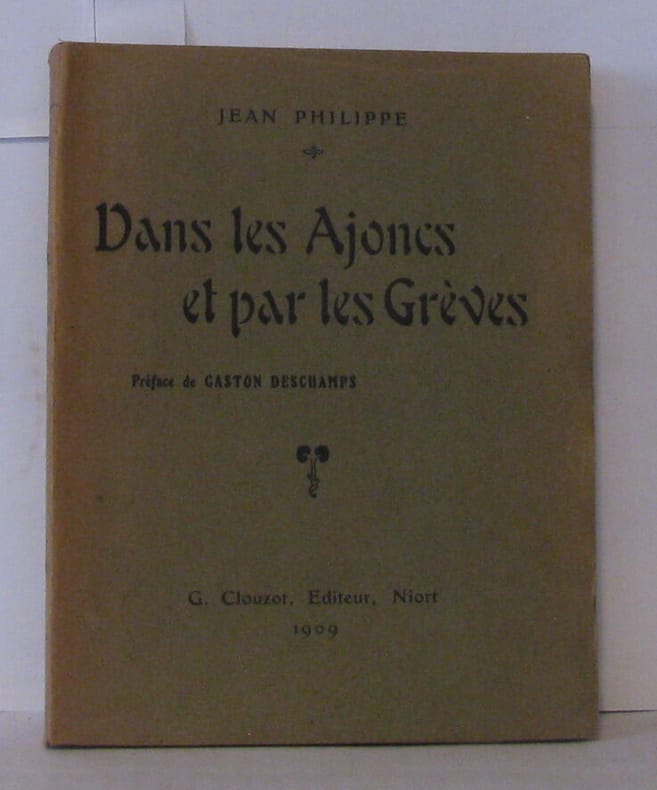 JEAN PHILIPPE
Dans les Ajoncs
et par les Grèves
Préface de GASTON DESCHAMPS
G. Clouzot, Editeur, Niort
1909